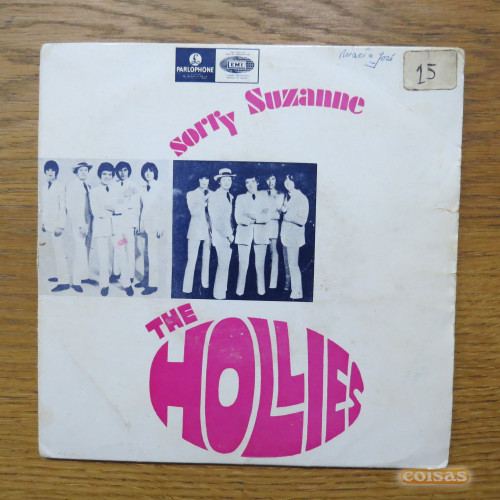 PARLOPHONE
EMI
15
sorry Suzanne
THE
HOLLIES
coisas